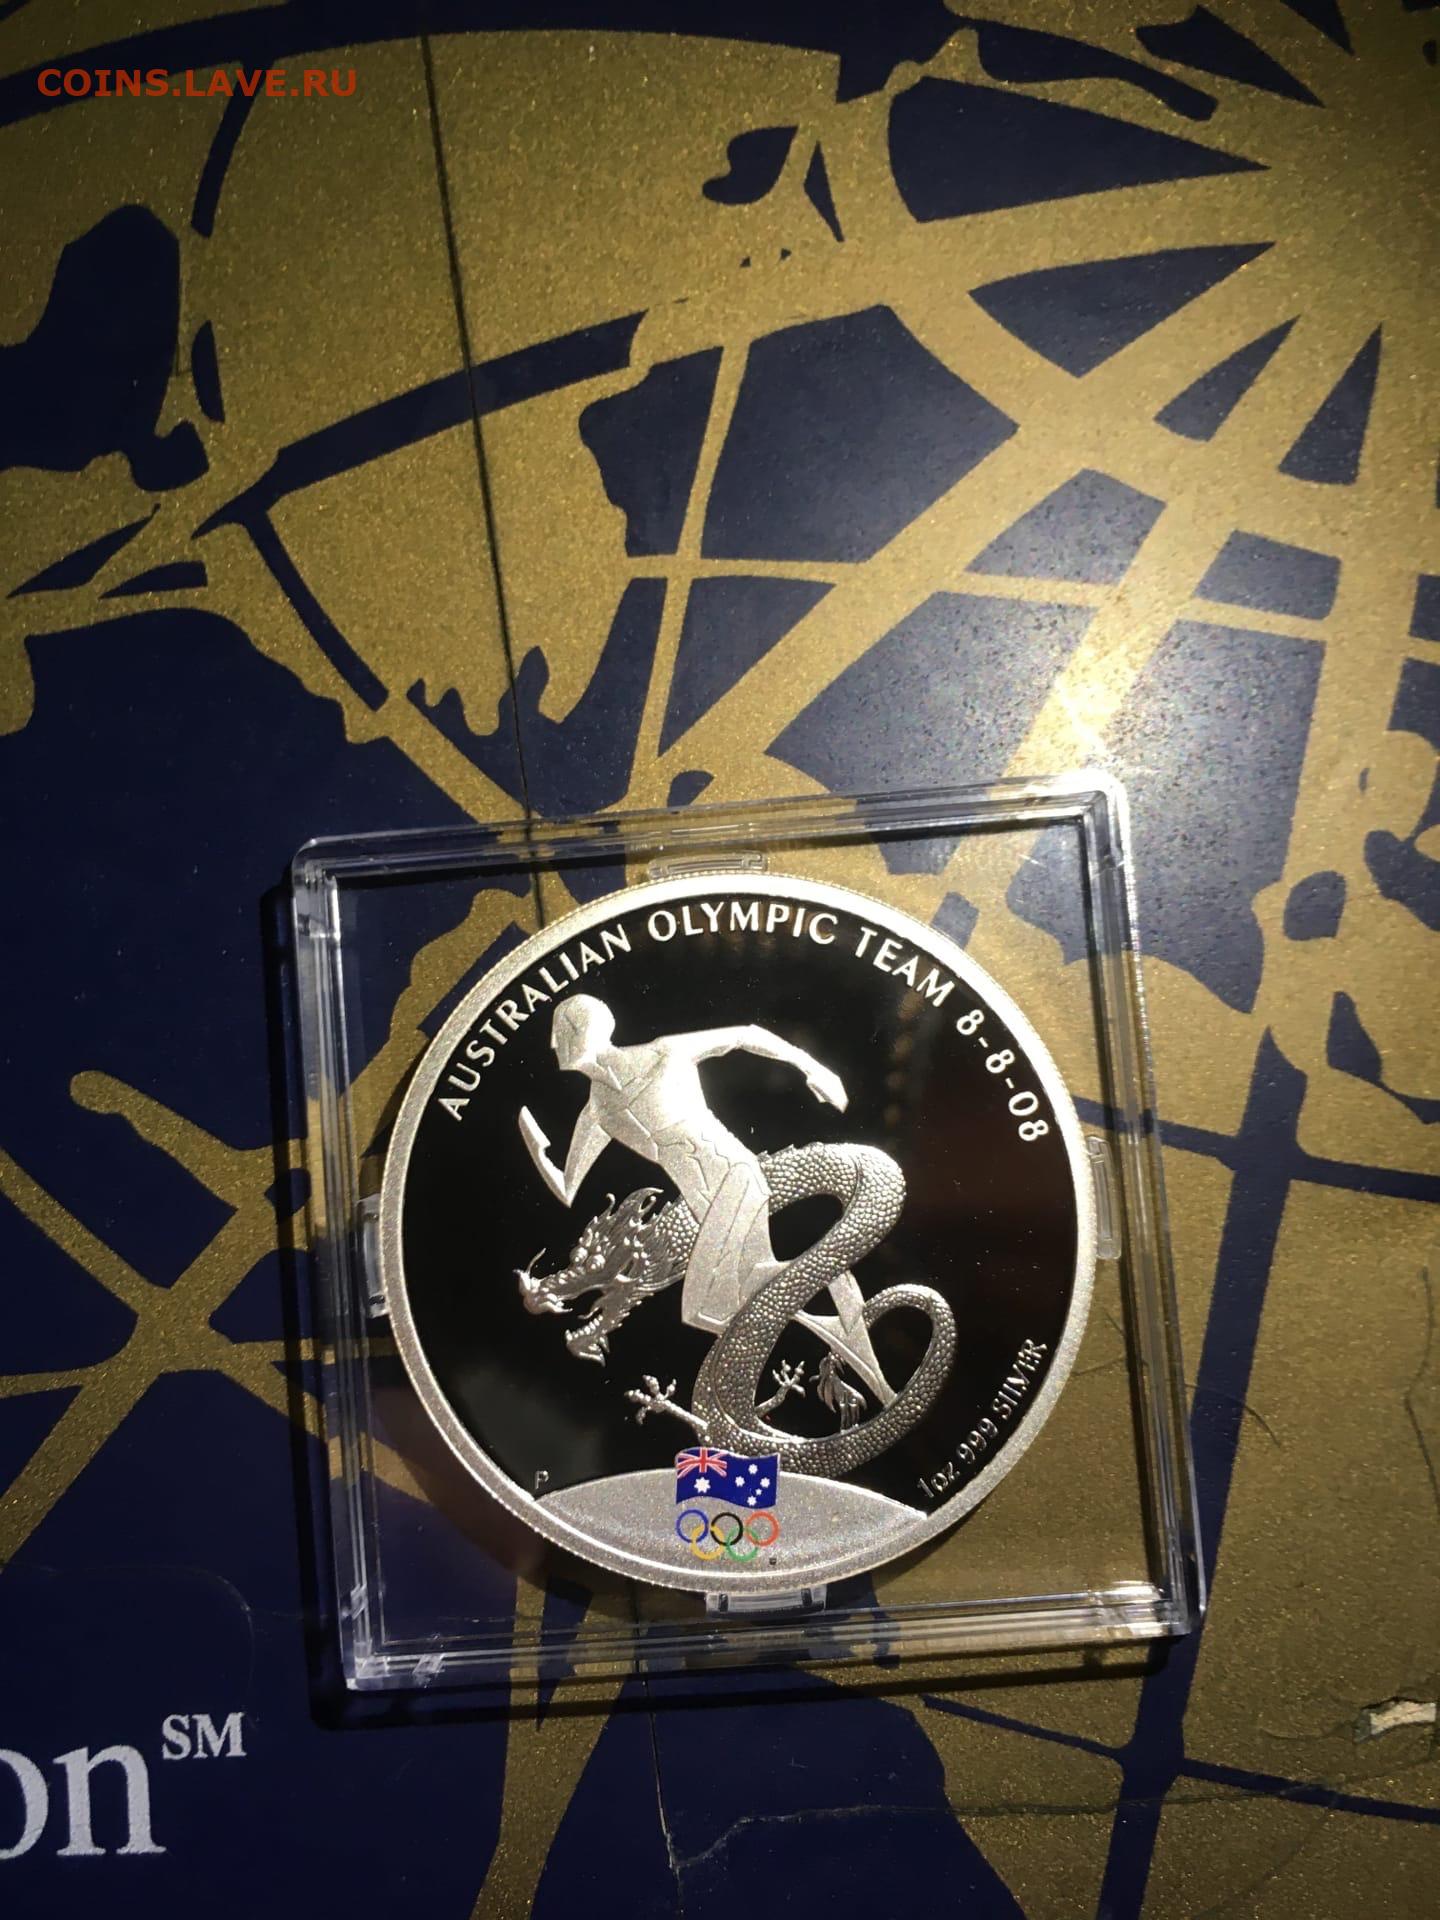 COINS.LAVE.RU
AUSTRALIAN OLYMPIC TEAM 8-8-08
1oz 999 SILVER
P
on SM